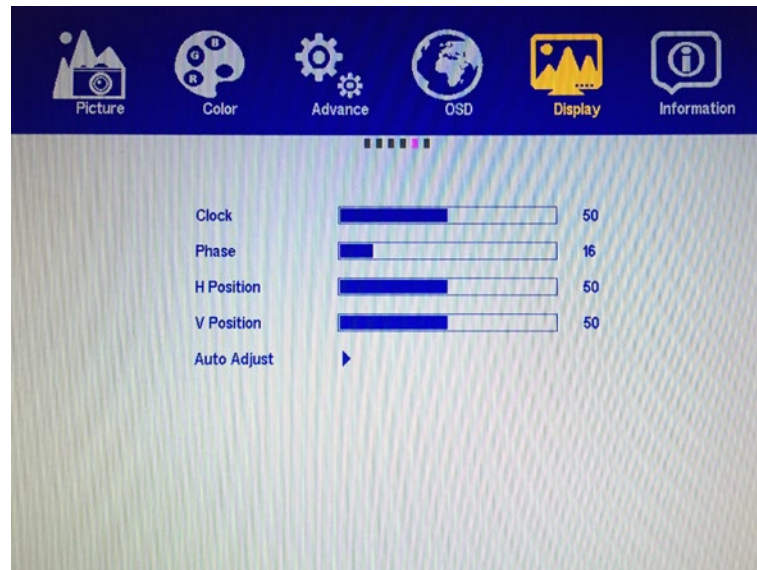 G B R
Picture Color Advance OSD Display Information
Clock 50
Phase 16
H Position 50
V Position 50
Auto Adjust